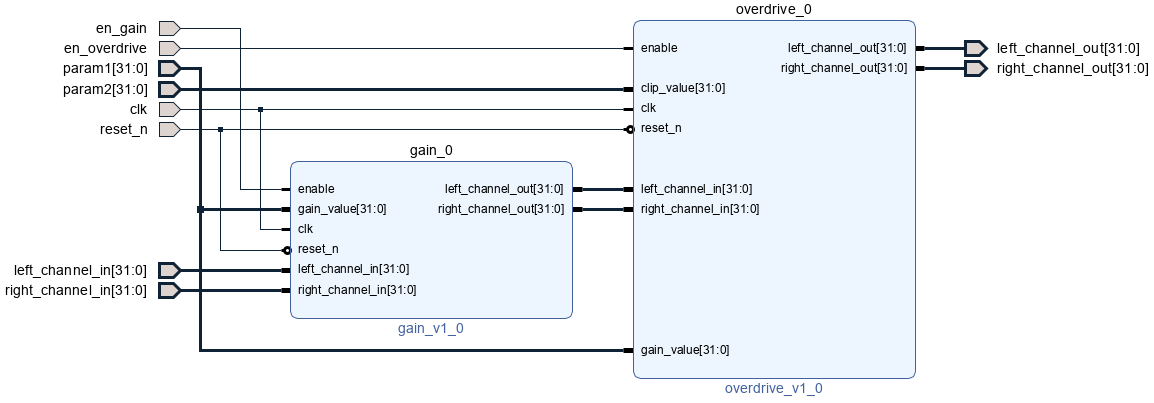 overdrive_0
en_gain
en_overdrive
param1[31:0]
param2[31:0]
clk
reset_n
enable
clip_value[31:0]
clk
reset_n
left_channel_out[31:0]
right_channel_out[31:0]
left_channel_out[31:0]
right_channel_out[31:0]
gain_0
enable
gain_value[31:0]
clk
reset_n
left_channel_in[31:0]
right_channel_in[31:0]
left_channel_out[31:0]
right_channel_out[31:0]
left_channel_in[31:0]
right_channel_in[31:0]
left_channel_in[31:0]
right_channel_in[31:0]
gain_v1_0
gain_value[31:0]
overdrive_v1_0